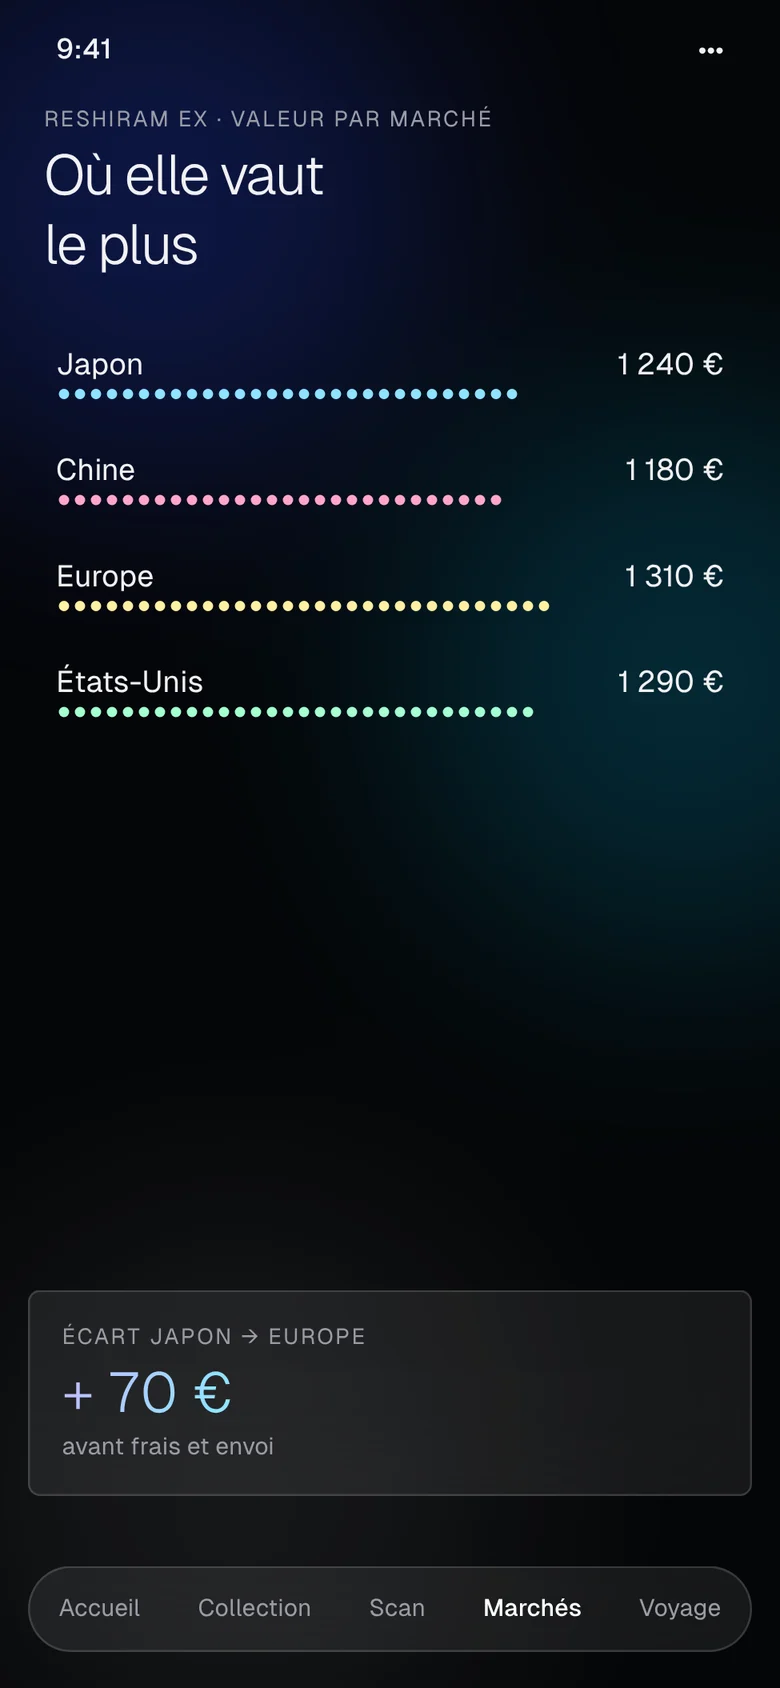 9:41
RESHIRAM EX · VALEUR PAR MARCHÉ
Où elle vaut
le plus
Japon 1 240 €
Chine 1 180 €
Europe 1 310 €
États-Unis 1 290 €
ÉCART JAPON → EUROPE
+ 70 €
avant frais et envoi
Accueil Collection Scan Marchés Voyage